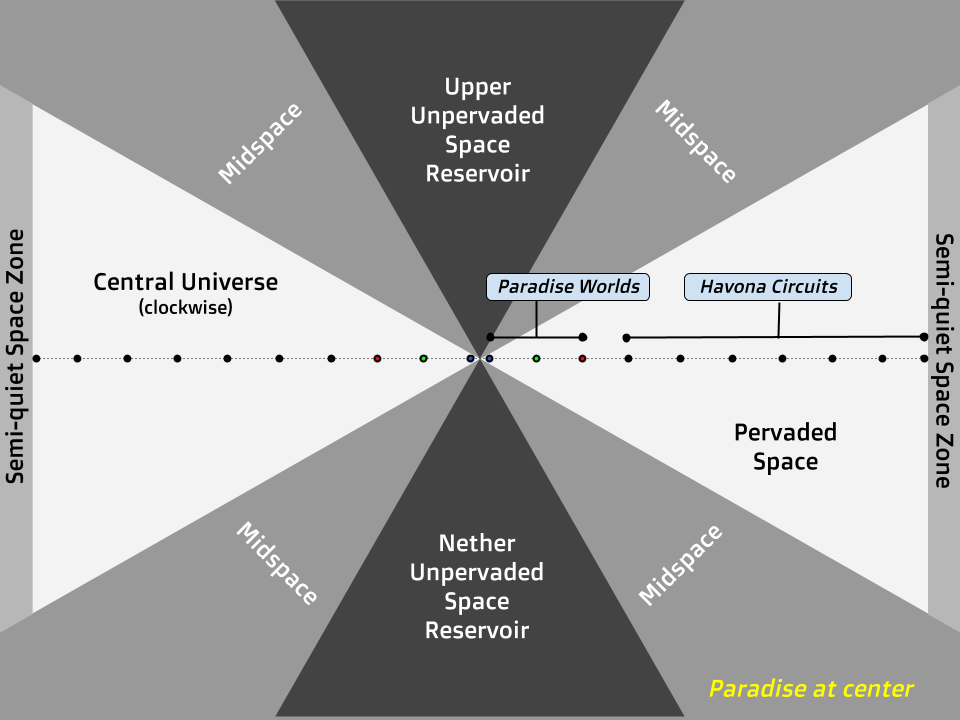 Upper
Unpervaded
Space
Reservoir
Midspace
Midspace
Semi-quiet Space Zone
Central Universe
(clockwise)
Paradise Worlds
Havona Circuits
Semi-quiet Space Zone
Pervaded
Space
Midspace
Nether
Unpervaded
Space
Reservoir
Midspace
Paradise at center